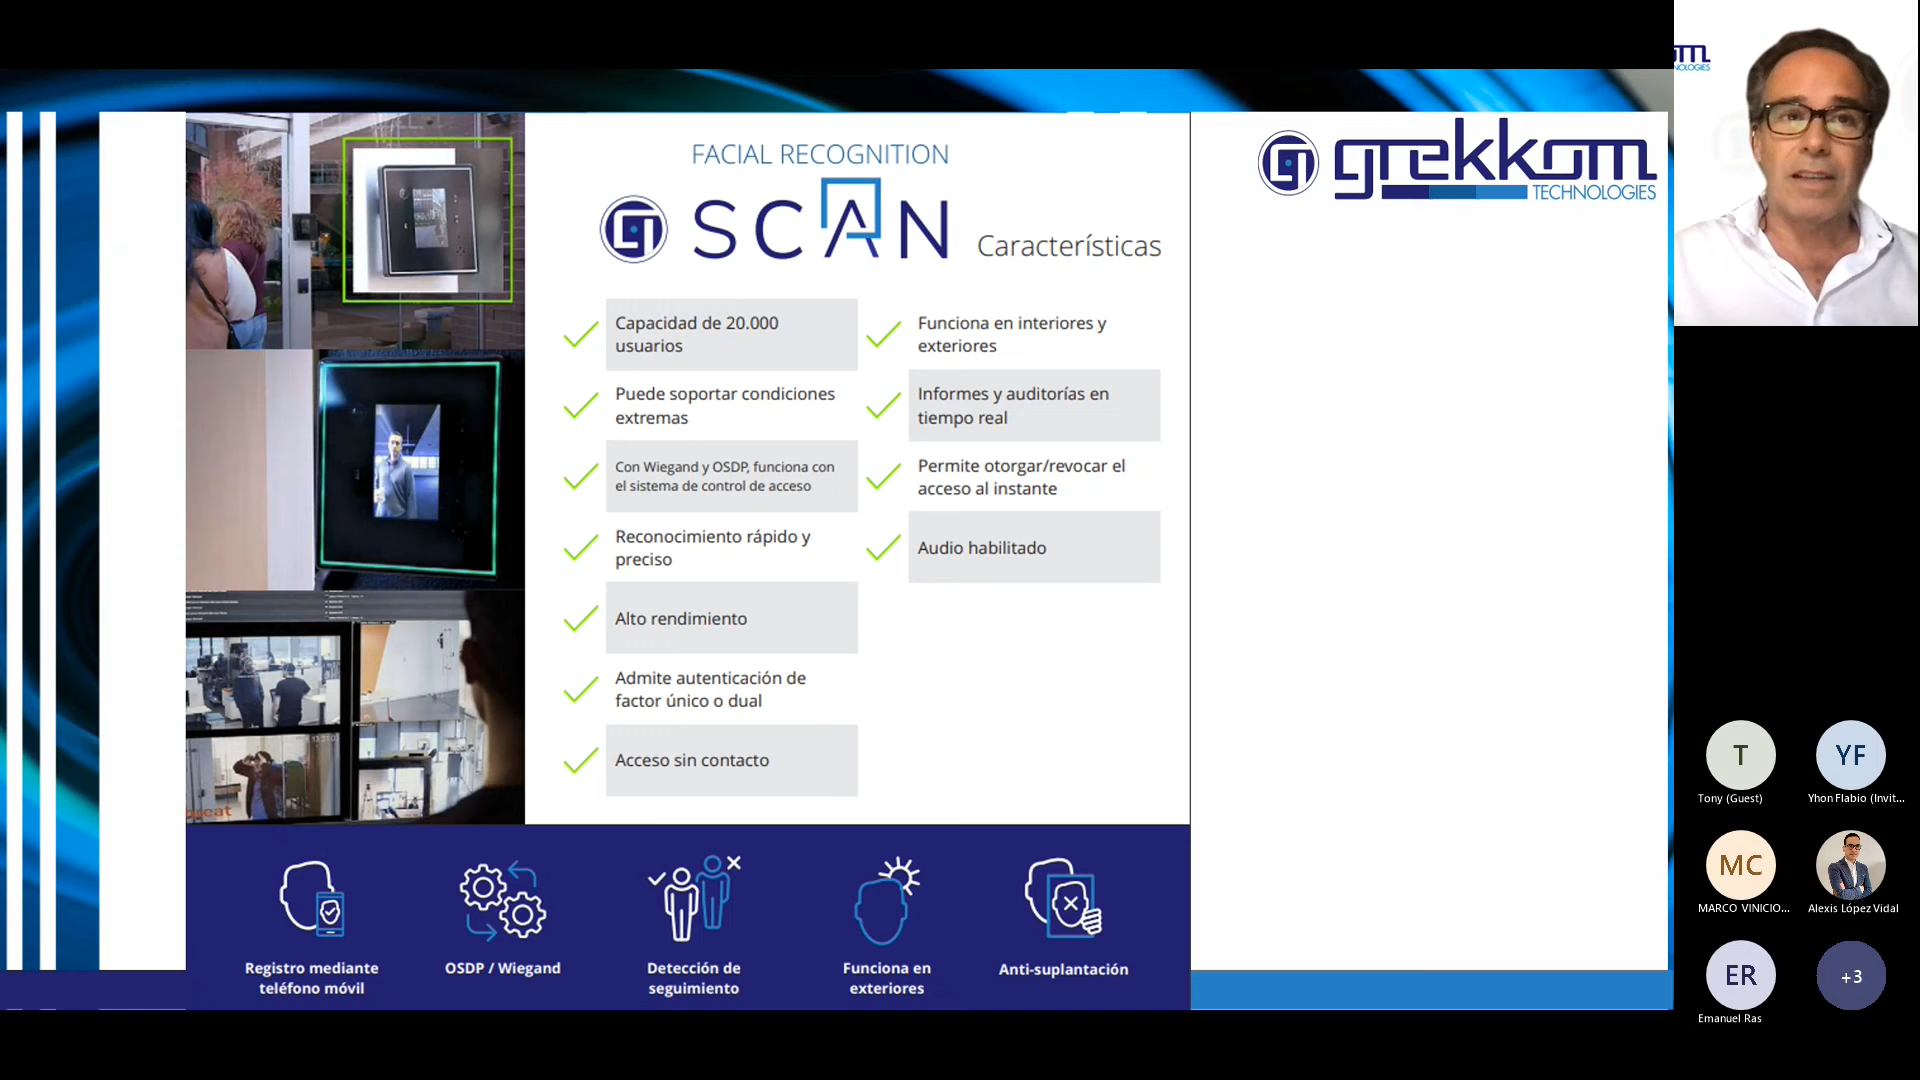 FACIAL RECOGNITION
SCAN
Características
Capacidad de 20.000
usuarios
Puede soportar condiciones
extremas
Con Wiegand y OSDP, funciona con
el sistema de control de acceso
Reconocimiento rápido y
preciso
Alto rendimiento
Admite autenticación de
factor único o dual
Acceso sin contacto
Funciona en interiores y
exteriores
Informes y auditorías en
tiempo real
Permite otorgar/revocar el
acceso al instante
Audio habilitado
Registro mediante
teléfono móvil
OSDP / Wiegand
Detección de
seguimiento
Funciona en
exteriores
Anti-suplantación
grekkom
TECHNOLOGIES
T
Tony (Guest)
YF
Yhon Flabio (Invit...
MC
MARCO VINICIO...
Alexis López Vidal
ER
Emanuel Ras
+3